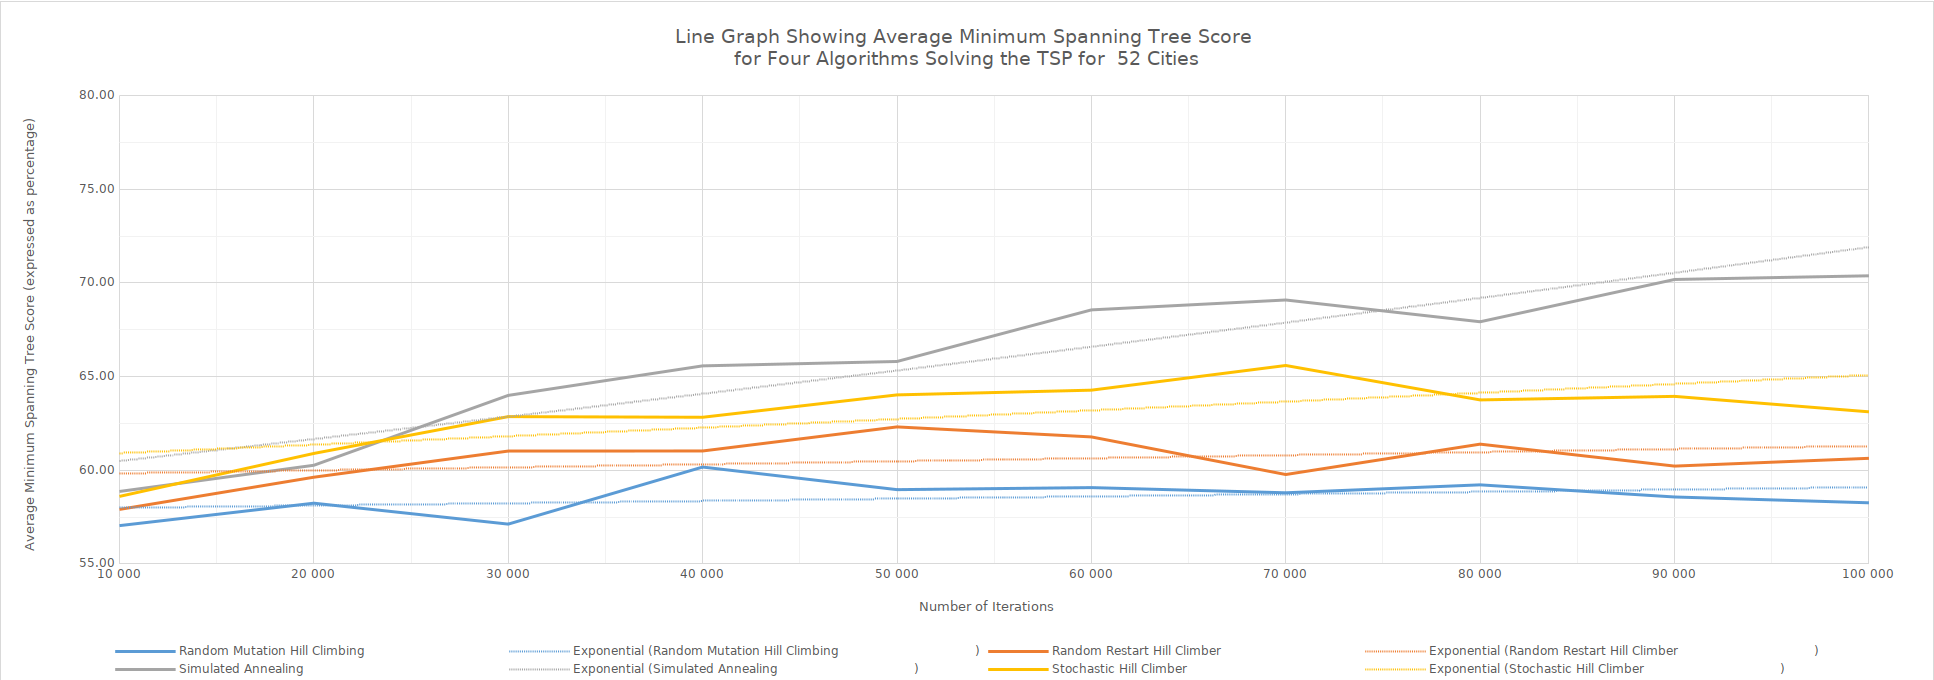 Line Graph Showing Average Minimum Spanning Tree Score
for Four Algorithms Solving the TSP for  52 Cities
Average Minimum Spanning Tree Score (expressed as percentage)
80.00
75.00
70.00
65.00
60.00
55.00
10 000 20 000 30 000 40 000 50 000 60 000 70 000 80 000 90 000 100 000
Number of Iterations
Random Mutation Hill Climbing Exponential (Random Mutation Hill Climbing ) Random Restart Hill Climber Exponential (Random Restart Hill Climber )
Simulated Annealing Exponential (Simulated Annealing ) Stochastic Hill Climber Exponential (Stochastic Hill Climber )